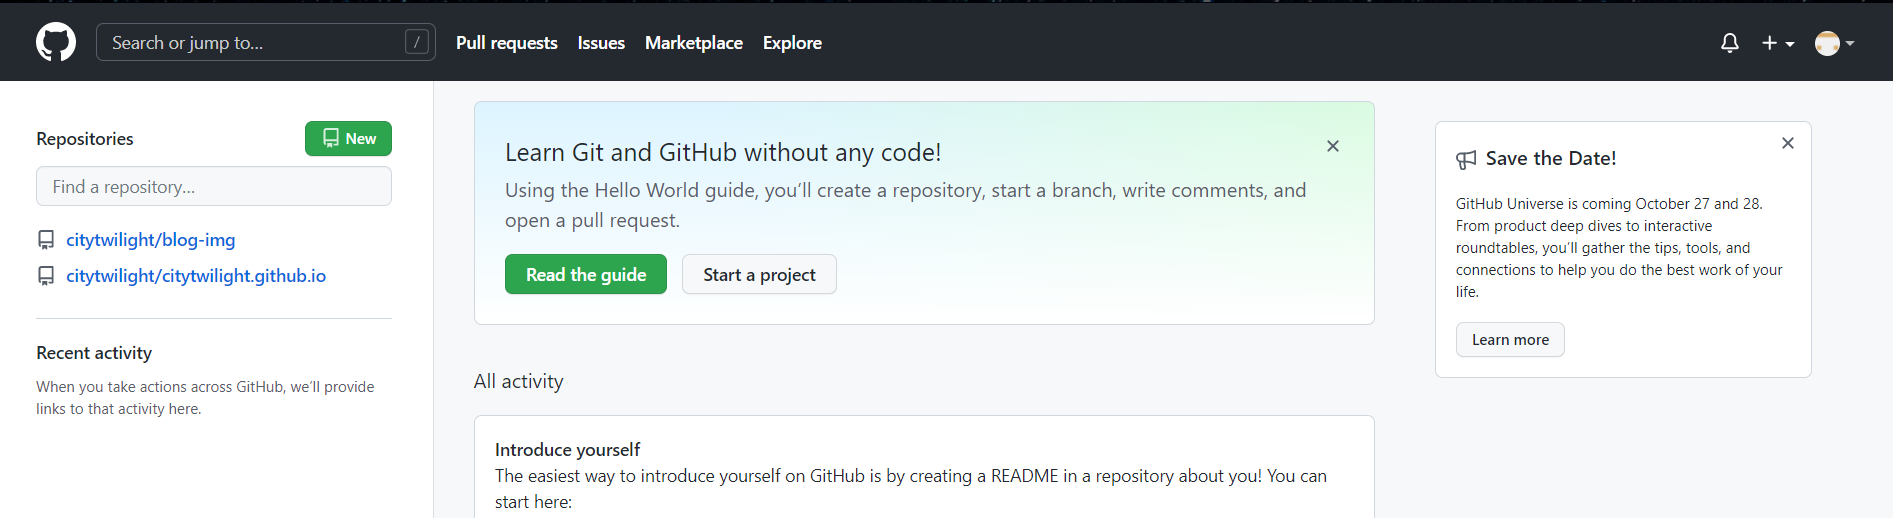 Search or jump to... /
Pull requests
Issues
Marketplace
Explore
Repositories
New
Find a repository...
citytwilight/blog-img
citytwilight/citytwilight.github.io
Recent activity
When you take actions across GitHub, we’ll provide
links to that activity here.
Learn Git and GitHub without any code!
Using the Hello World guide, you’ll create a repository, start a branch, write comments, and
open a pull request.
Read the guide
Start a project
All activity
Introduce yourself
The easiest way to introduce yourself on GitHub is by creating a README in a repository about you! You can
start here:
Save the Date!
GitHub Universe is coming October 27 and 28.
From product deep dives to interactive
roundtables, you’ll gather the tips, tools, and
connections to help you do the best work of your
life.
Learn more